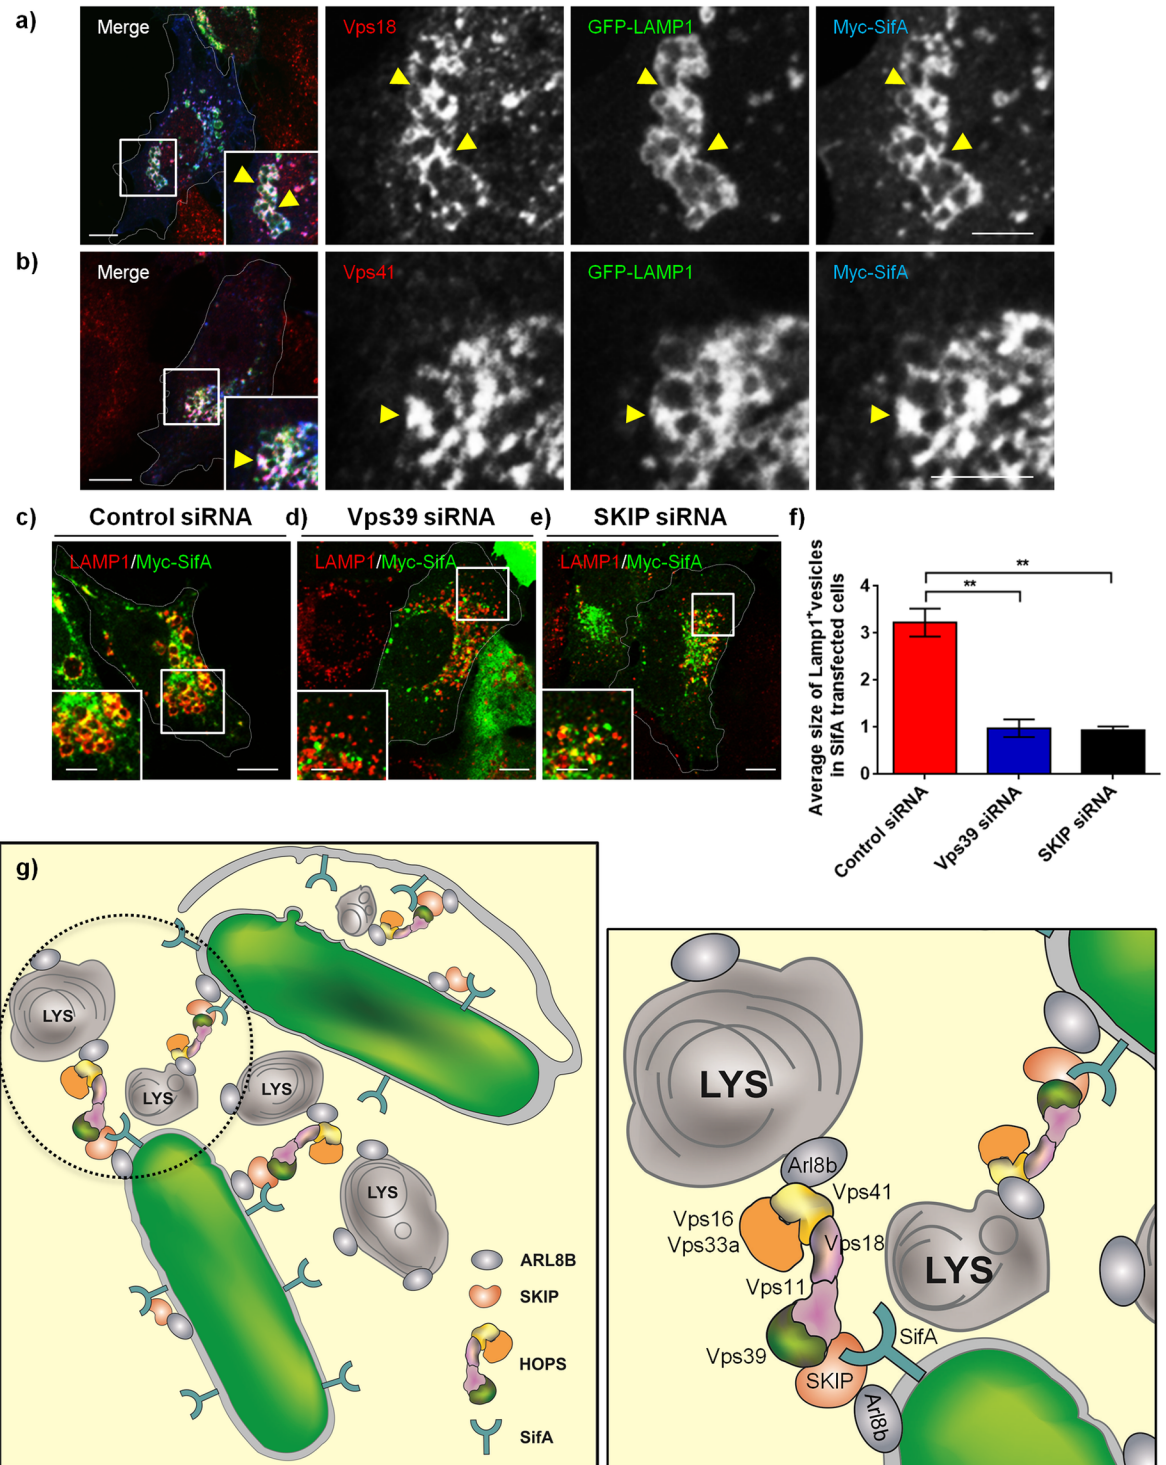 a)
Merge
Vps18
GFP-LAMP1
Myc-SifA
b)
Merge
Vps41
GFP-LAMP1
Myc-SifA
c)
Control siRNA
d)
Vps39 siRNA
e)
SKIP siRNA
f)
LAMP1/Myc-SifA
LAMP1/Myc-SifA
LAMP1/Myc-SifA
Average size of Lamp1+vesicles
in SifA transfected cells
4
3
2
1
0
**
**
Control siRNA
Vps39 siRNA
SKIP siRNA
g)
LYS
LYS
LYS
LYS
ARL8B
SKIP
HOPS
SifA
LYS
Arl8b
Vps41
Vps16
Vps33a
Vps18
LYS
Vps11
SifA
Vps39
SKIP
Arl8b